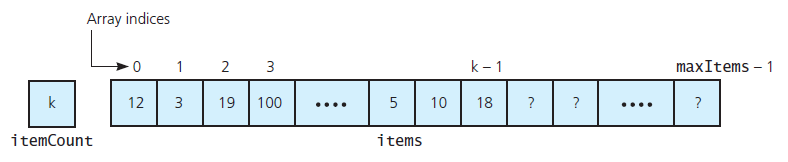 Array indices
0 1 2 3 k – 1 maxItems – 1
k 12 3 19 100 •••• 5 10 18 ? ? •••• ?
itemCount items